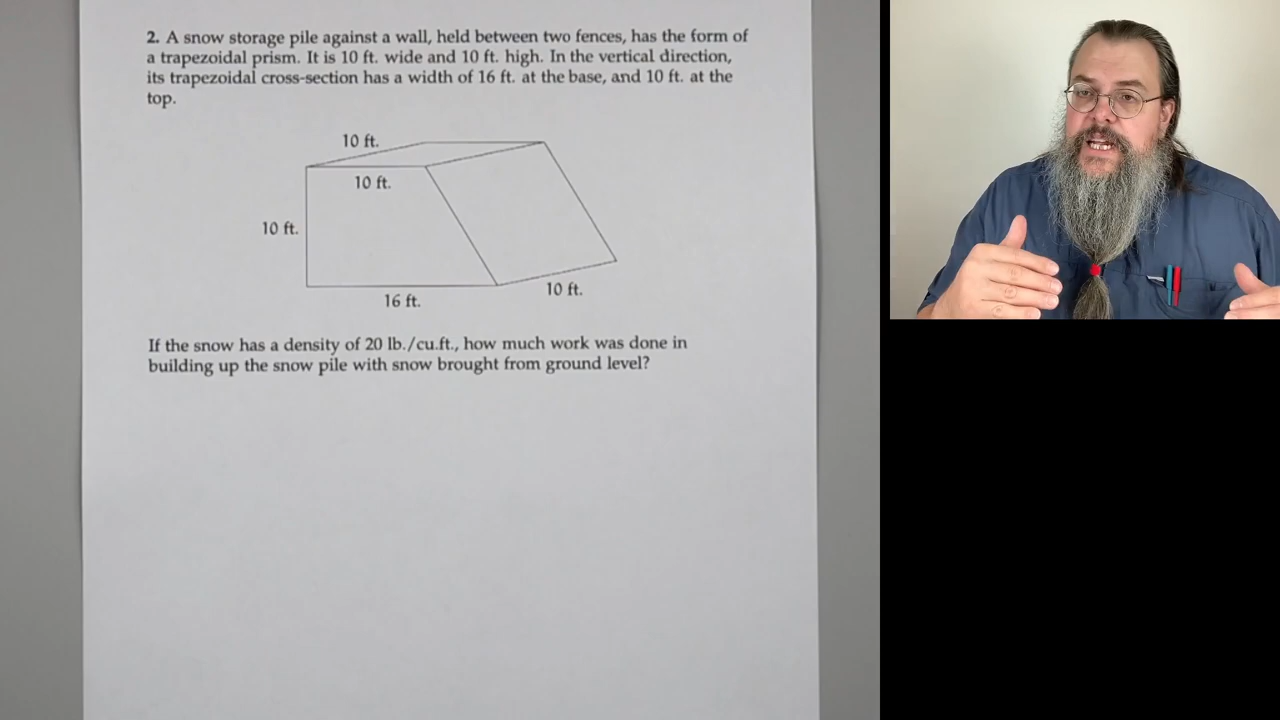 2. A snow storage pile against a wall, held between two fences, has the form of
a trapezoidal prism. It is 10 ft. wide and 10 ft. high. In the vertical direction,
its trapezoidal cross-section has a width of 16 ft. at the base, and 10 ft. at the
top.
10 ft.
10 ft.
10 ft.
16 ft.
10 ft.
If the snow has a density of 20 lb./cu.ft., how much work was done in
building up the snow pile with snow brought from ground level?